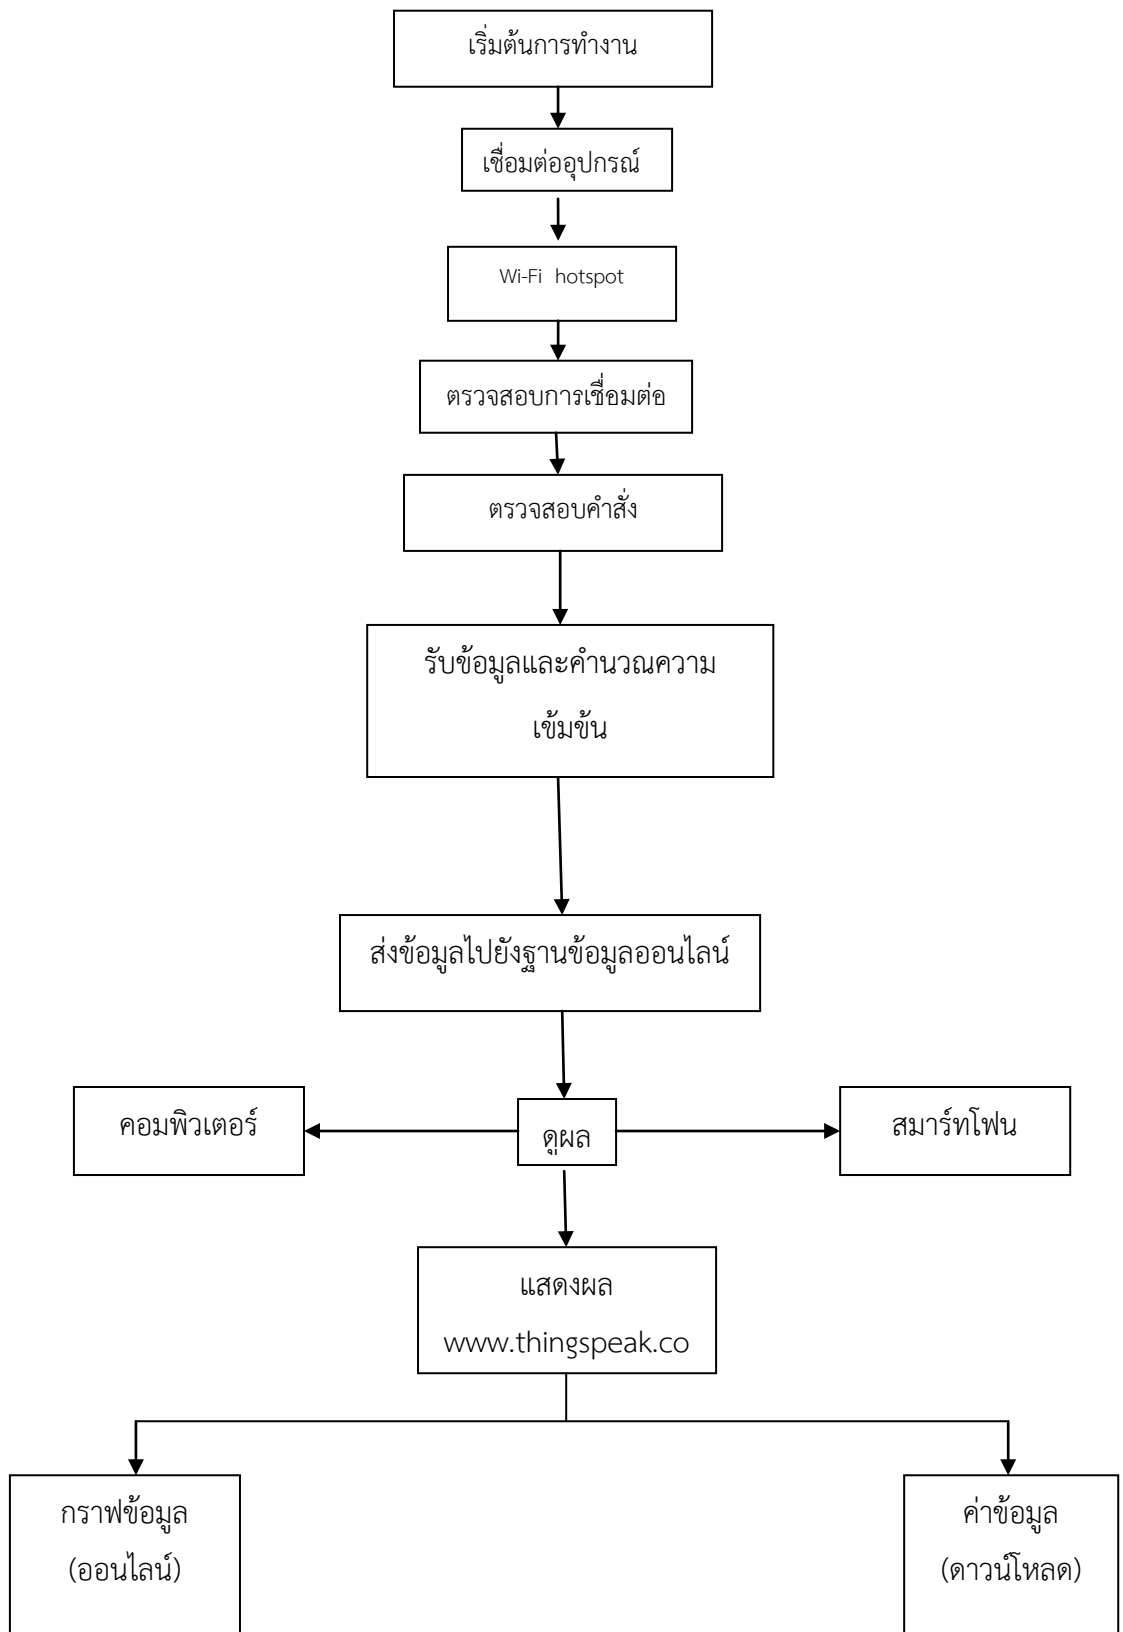 เริ่มต้นการทำงาน
เชื่อมต่ออุปกรณ์
Wi-Fi hotspot
ตรวจสอบการเชื่อมต่อ
ตรวจสอบคำสั่ง
รับข้อมูลและคำนวณความ
เข้มข้น
ส่งข้อมูลไปยังฐานข้อมูลออนไลน์
คอมพิวเตอร์
ดูผล
สมาร์ทโฟน
แสดงผล
www.thingspeak.co
กราฟข้อมูล
(ออนไลน์)
ค่าข้อมูล
(ดาวน์โหลด)